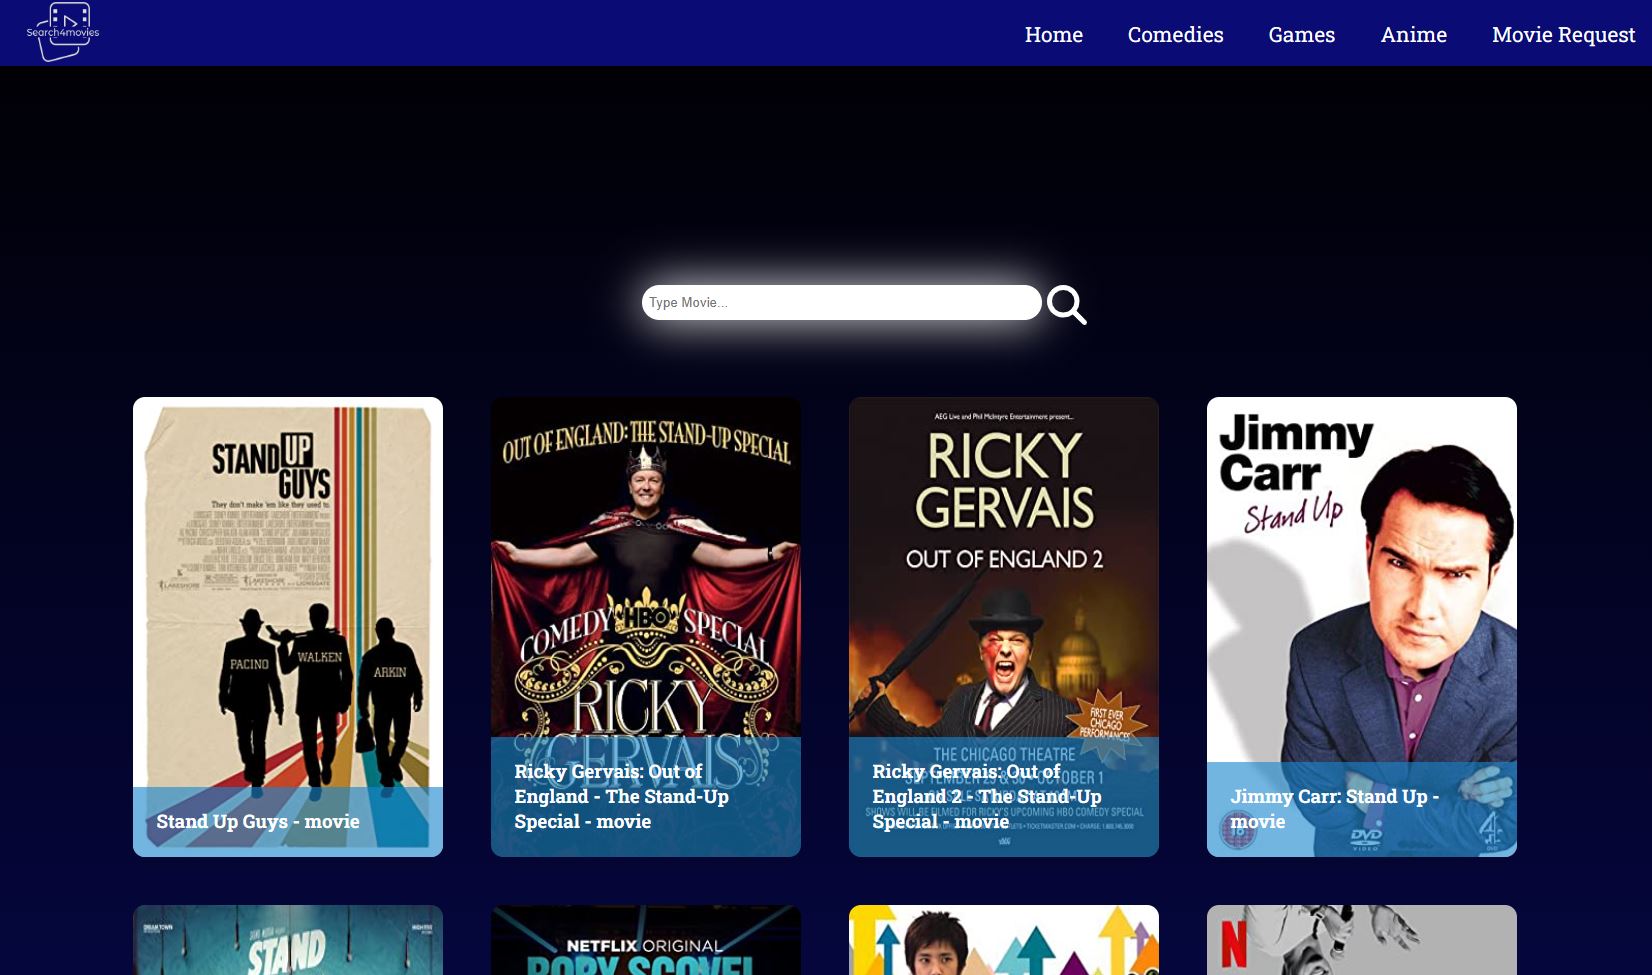 Search4movies
Home
Comedies
Games
Anime
Movie Request
Type Movie...
STAND UP
GUYS
They don't make 'em like they used to.
PACINO
WALKEN
ARKIN
Stand Up Guys - movie
OUT OF ENGLAND: THE STAND-UP SPECIAL
COMEDY HBO SPECIAL
RICKY
GERVAIS
Ricky Gervais: Out of
England - The Stand-Up
Special - movie
AEG Live and Phil McIntyre Entertainment present...
RICKY
GERVAIS
OUT OF ENGLAND 2
FIRST EVER
CHICAGO
PERFORMANCES
THE CHICAGO THEATRE
SHOWS WILL BE FILMED FOR RICKY'S UPCOMING HBO COMEDY SPECIAL
Ricky Gervais: Out of
England 2 - The Stand-Up
Special - movie
Jimmy
Carr
Stand Up
Jimmy Carr: Stand Up -
movie
18
DVD
VIDEO
4
DVD
STAND
NETFLIX ORIGINAL
RORY SCOVEL
N